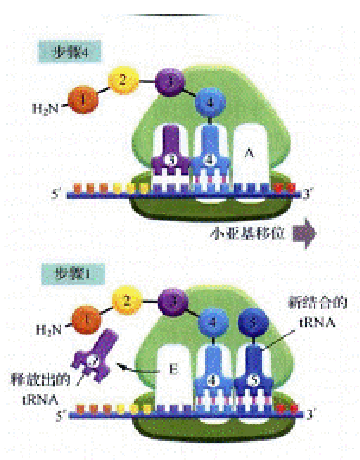 步骤4
1 2 3 4
H₂N
3 4 A
5′ 3′
小亚基移位
步骤1
1 2 3 4
H₂N
新结合的
tRNA
E 4 5
释放出的
tRNA
5′ 3′